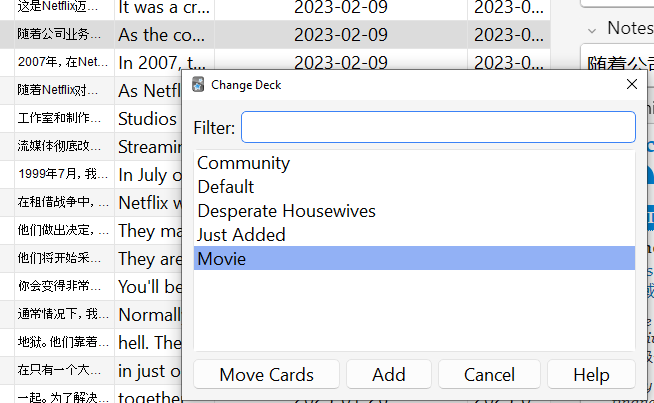 这是Netflix迈... It was a cr... 2023-02-09 2023-0...
随着公司业务... As the co... 2023-02-09 2023-0...
Notes
2007年，在Net... In 2007, t... 2023-02-09 2023-0...
随着公司
随着Netflix对... As Netfl
Change Deck
工作室和制作... Studios
Filter:
流媒体彻底改... Streamin
Community
1999年7月，我... In July o
Default
在租借战争中，... Netflix w
Desperate Housewives
他们做出决定，... They ma
Just Added
他们将开始采... They are
Movie
你会变得非常... You'll be
通常情况下，我... Normally
地狱。他们靠着... hell. The
在只有一个大... in just o
Move Cards Add Cancel Help
一起。为了解决... together